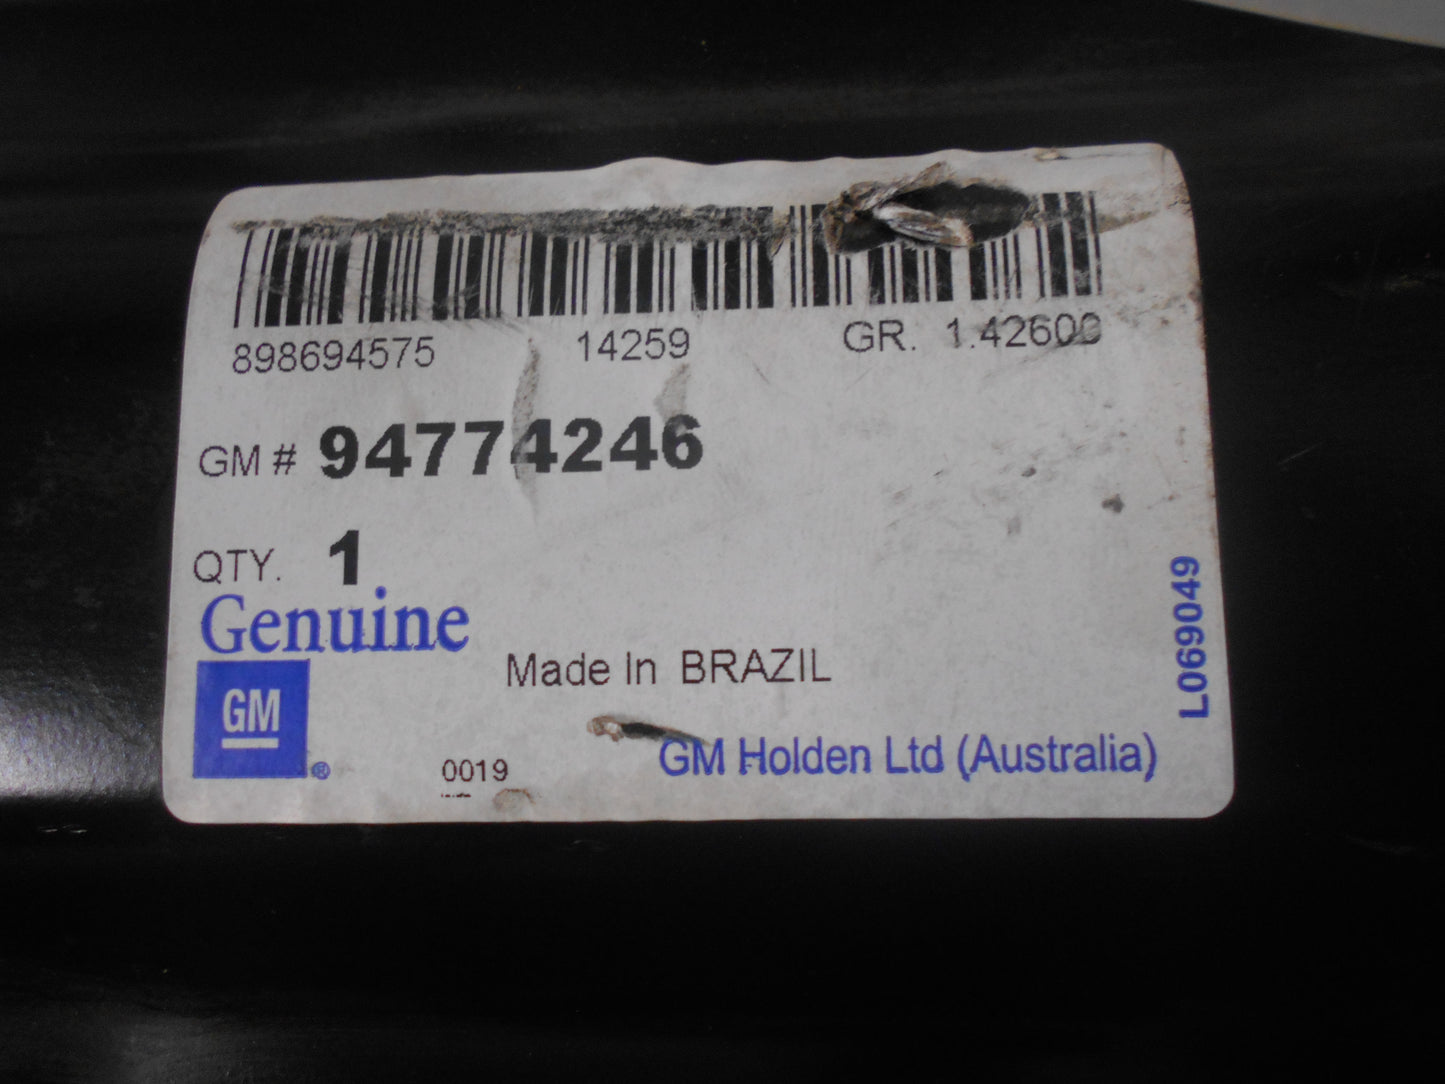 898694575 14259 GR. 1.42600
GM # 94774246
QTY. 1
Genuine
GM
®
Made In BRAZIL
0019
GM Holden Ltd (Australia)
L069049